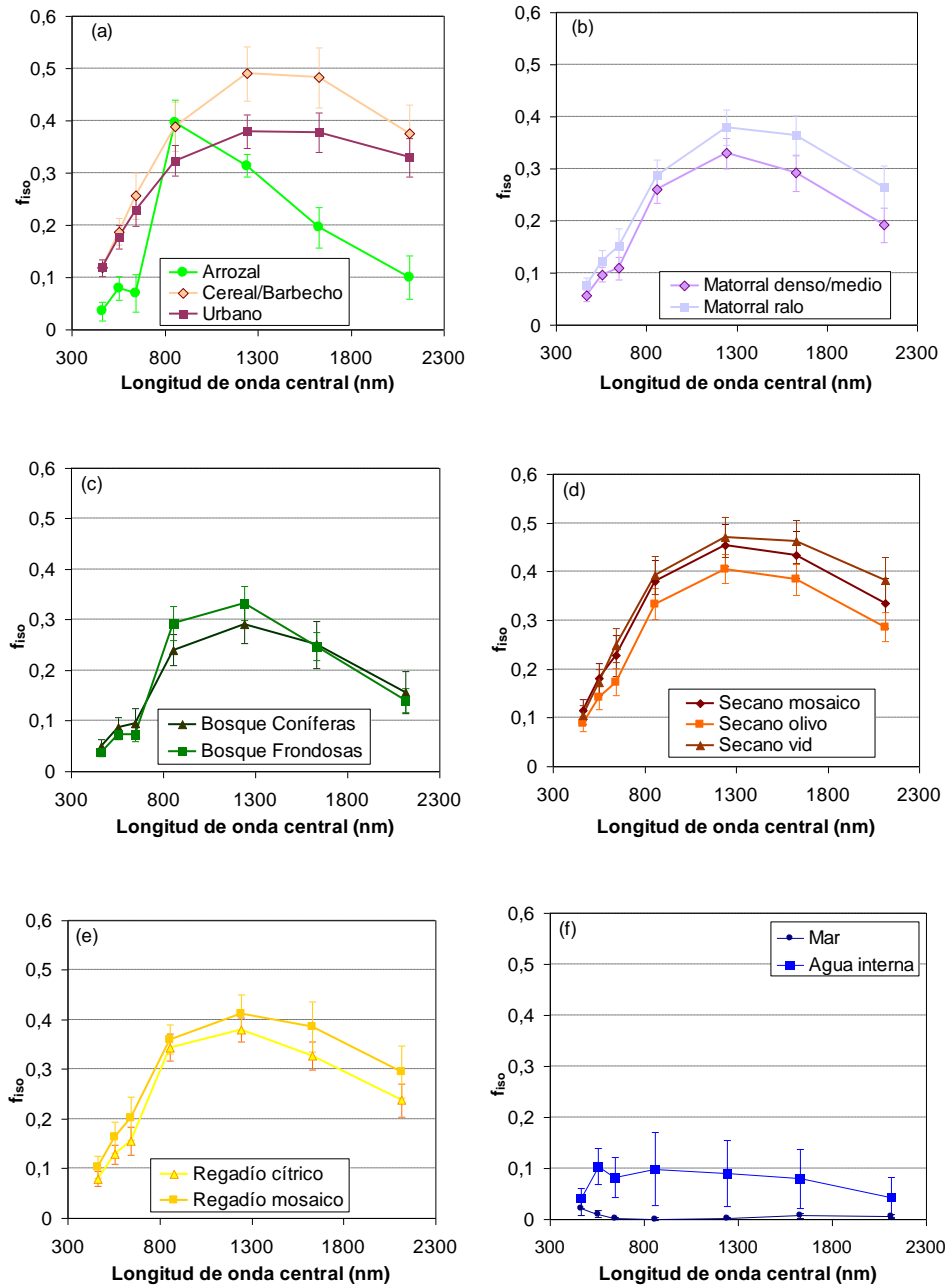 (a)
0,6
0,5
0,4
0,3
0,2
0,1
0
fiso
Arrozal
Cereal/Barbecho
Urbano
300 800 1300 1800 2300
Longitud de onda central (nm)
(b)
0,6
0,5
0,4
0,3
0,2
0,1
0
fiso
Matorral denso/medio
Matorral ralo
300 800 1300 1800 2300
Longitud de onda central (nm)
(c)
0,6
0,5
0,4
0,3
0,2
0,1
0
fiso
Bosque Coníferas
Bosque Frondosas
300 800 1300 1800 2300
Longitud de onda central (nm)
(d)
0,6
0,5
0,4
0,3
0,2
0,1
0
fiso
Secano mosaico
Secano olivo
Secano vid
300 800 1300 1800 2300
Longitud de onda central (nm)
(e)
0,6
0,5
0,4
0,3
0,2
0,1
0
fiso
Regadío cítrico
Regadío mosaico
300 800 1300 1800 2300
Longitud de onda central (nm)
(f)
0,6
0,5
0,4
0,3
0,2
0,1
0
fiso
Mar
Agua interna
300 800 1300 1800 2300
Longitud de onda central (nm)